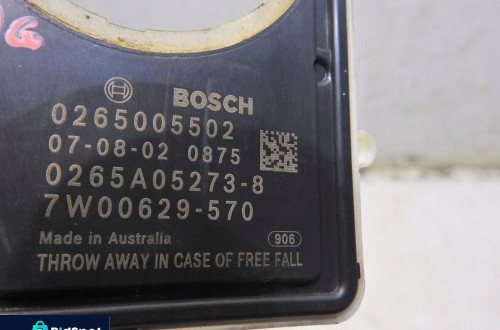 BOSCH
0265005502
07-08-02 0875
0265A05273-8
7W00629-570
Made in Australia 906
THROW AWAY IN CASE OF FREE FALL
BidSpot